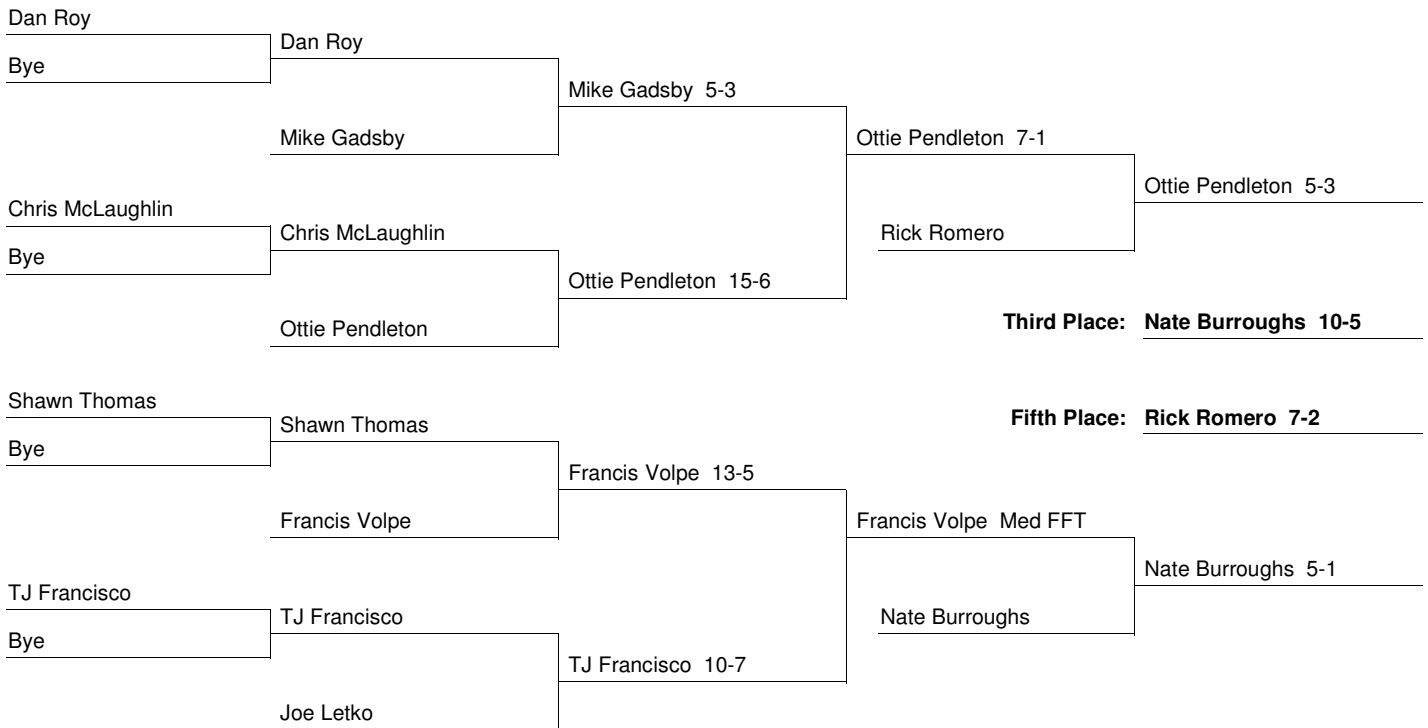 Dan Roy
Dan Roy
Bye
Mike Gadsby 5-3
Mike Gadsby
Ottie Pendleton 7-1
Ottie Pendleton 5-3
Chris McLaughlin
Chris McLaughlin
Rick Romero
Bye
Ottie Pendleton 15-6
Ottie Pendleton
Third Place: Nate Burroughs 10-5
Shawn Thomas
Shawn Thomas
Fifth Place: Rick Romero 7-2
Bye
Francis Volpe 13-5
Francis Volpe
Francis Volpe Med FFT
Nate Burroughs 5-1
TJ Francisco
TJ Francisco
Nate Burroughs
Bye
TJ Francisco 10-7
Joe Letko